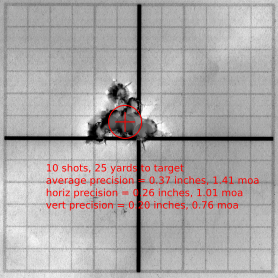 10 shots, 25 yards to target
average precision = 0.37 inches, 1.41 moa
horiz precision = 0.26 inches, 1.01 moa
vert precision = 0.20 inches, 0.76 moa